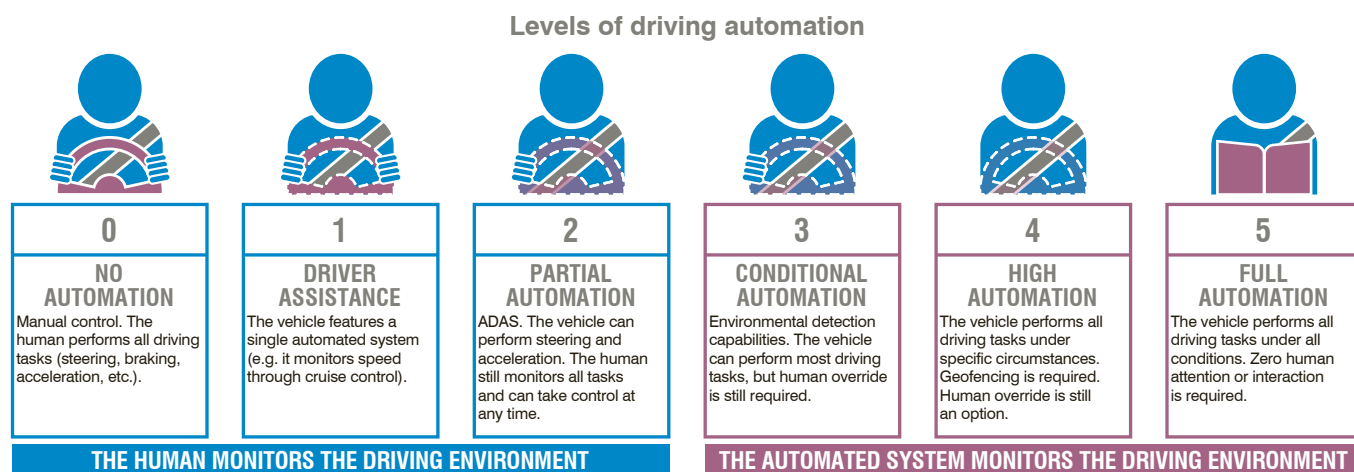 Levels of driving automation
0
NO
AUTOMATION
Manual control. The
human performs all driving
tasks (steering, braking,
acceleration, etc.).
1
DRIVER
ASSISTANCE
The vehicle features a
single automated system
(e.g. it monitors speed
through cruise control).
2
PARTIAL
AUTOMATION
ADAS. The vehicle can
perform steering and
acceleration. The human
still monitors all tasks
and can take control at
any time.
3
CONDITIONAL
AUTOMATION
Environmental detection
capabilities. The vehicle
can perform most driving
tasks, but human override
is still required.
4
HIGH
AUTOMATION
The vehicle performs all
driving tasks under
specific circumstances.
Geofencing is required.
Human override is still
an option.
5
FULL
AUTOMATION
The vehicle performs all
driving tasks under all
conditions. Zero human
attention or interaction
is required.
THE HUMAN MONITORS THE DRIVING ENVIRONMENT
THE AUTOMATED SYSTEM MONITORS THE DRIVING ENVIRONMENT